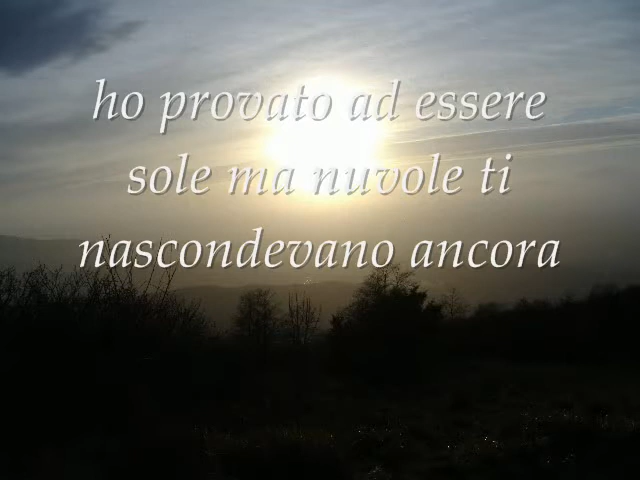 ho provato ad essere
sole ma nuvole ti
nascondevano ancora